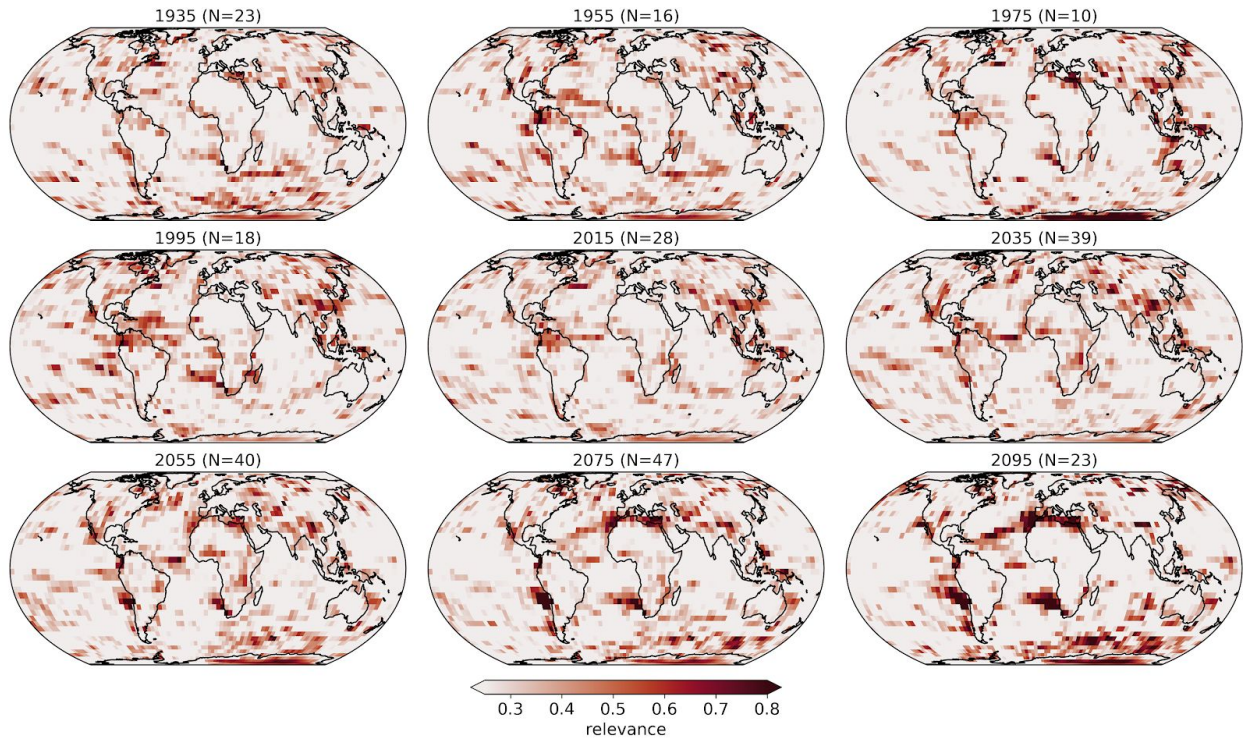 1935 (N=23)
1955 (N=16)
1975 (N=10)
1995 (N=18)
2015 (N=28)
2035 (N=39)
2055 (N=40)
2075 (N=47)
2095 (N=23)
0.3 0.4 0.5 0.6 0.7 0.8
relevance